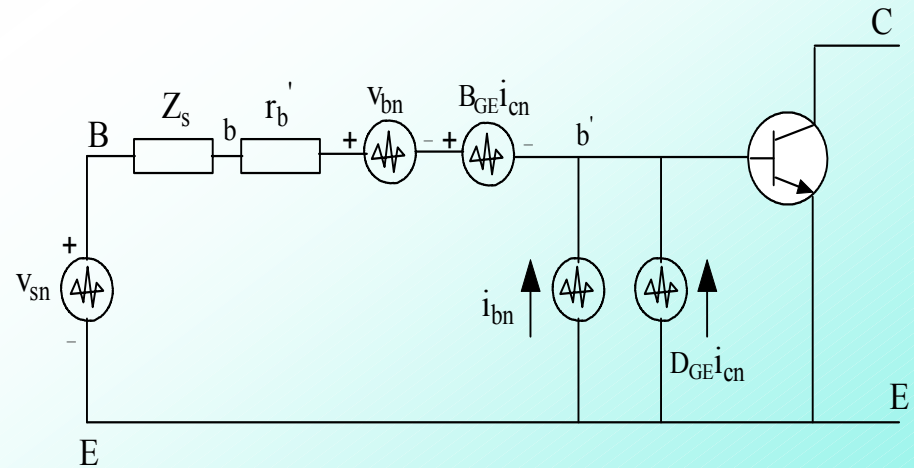 C
Z_s
r_b'
v_bn
B_GE i_cn
B
b
b'
+ − + −
+
v_sn
−
i_bn
D_GE i_cn
E
E